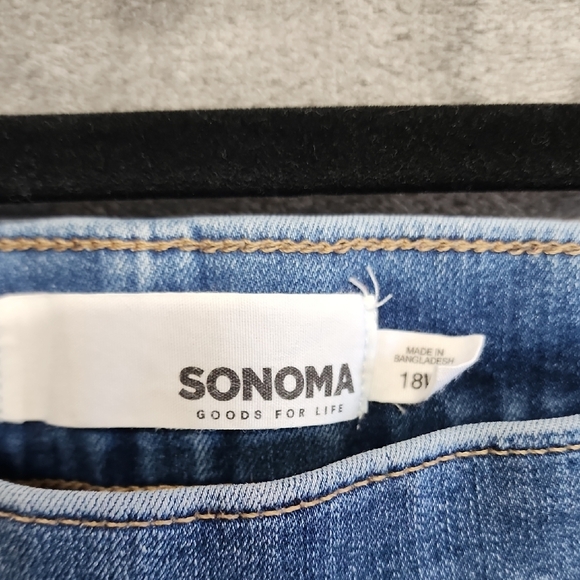 SONOMA
GOODS FOR LIFE
MADE IN
BANGLADESH
18W